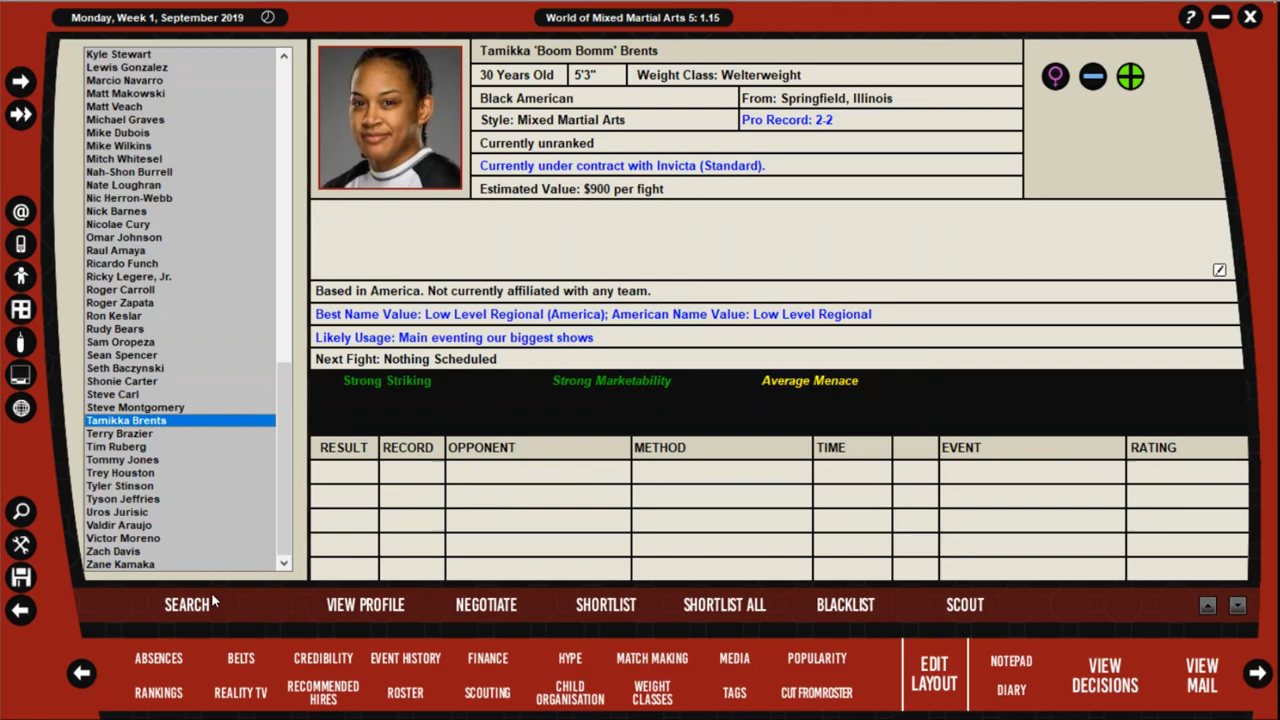 Monday, Week 1, September 2019
World of Mixed Martial Arts 5: 1.15
?
X
Kyle Stewart
Lewis Gonzalez
Marcio Navarro
Matt Makowski
Matt Veach
Michael Graves
Mike Dubois
Mike Wilkins
Mitch Whitesel
Nah-Shon Burrell
Nate Loughran
Nic Herron-Webb
Nick Barnes
Nicolae Cury
Omar Johnson
Raul Amaya
Ricardo Funch
Ricky Legere, Jr.
Roger Carroll
Roger Zapata
Ron Keslar
Rudy Bears
Sam Oropeza
Sean Spencer
Seth Baczynski
Shonie Carter
Steve Carl
Steve Montgomery
Tamikka Brents
Terry Brazier
Tim Ruberg
Tommy Jones
Trey Houston
Tyler Stinson
Tyson Jeffries
Uros Jurisic
Valdir Araujo
Victor Moreno
Zach Davis
Zane Kamaka
Tamikka 'Boom Bomm' Brents
30 Years Old 5'3" Weight Class: Welterweight
Black American From: Springfield, Illinois
Style: Mixed Martial Arts Pro Record: 2-2
Currently unranked
Currently under contract with Invicta (Standard).
Estimated Value: $900 per fight
Based in America. Not currently affiliated with any team.
Best Name Value: Low Level Regional (America); American Name Value: Low Level Regional
Likely Usage: Main eventing our biggest shows
Next Fight: Nothing Scheduled
Strong Striking Strong Marketability Average Menace
RESULT RECORD OPPONENT METHOD TIME EVENT RATING
SEARCH VIEW PROFILE NEGOTIATE SHORTLIST SHORTLIST ALL BLACKLIST SCOUT
ABSENCES BELTS CREDIBILITY EVENT HISTORY FINANCE HYPE MATCH MAKING MEDIA POPULARITY
RANKINGS REALITY TV RECOMMENDED HIRES ROSTER SCOUTING CHILD ORGANISATION WEIGHT CLASSES TAGS CUT FROM ROSTER
EDIT LAYOUT
NOTEPAD
DIARY
VIEW DECISIONS
VIEW MAIL